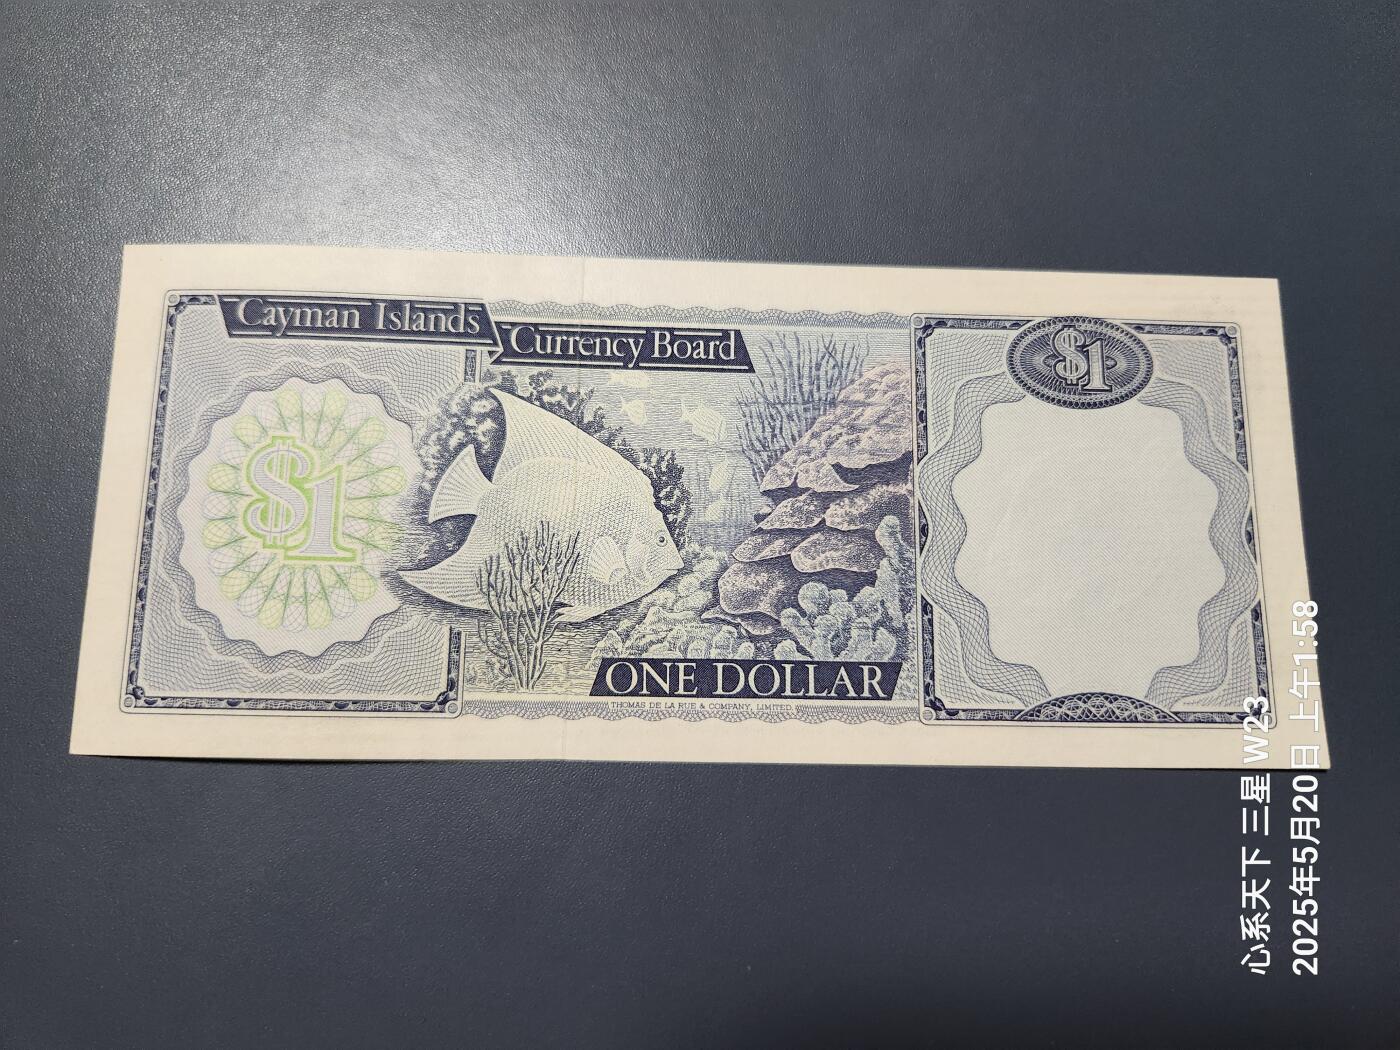 Cayman Islands
Currency Board
$1
$1
ONE DOLLAR
THOMAS DE LA RUE & COMPANY, LIMITED.
心系天下 三星 W23
2025年5月20日 上午1:58